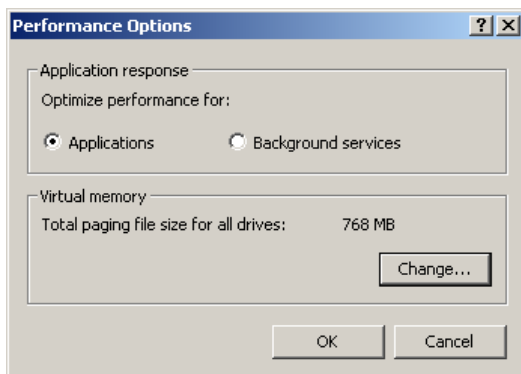 Performance Options
Application response
Optimize performance for:
Applications Background services
Virtual memory
Total paging file size for all drives: 768 MB
Change...
OK Cancel